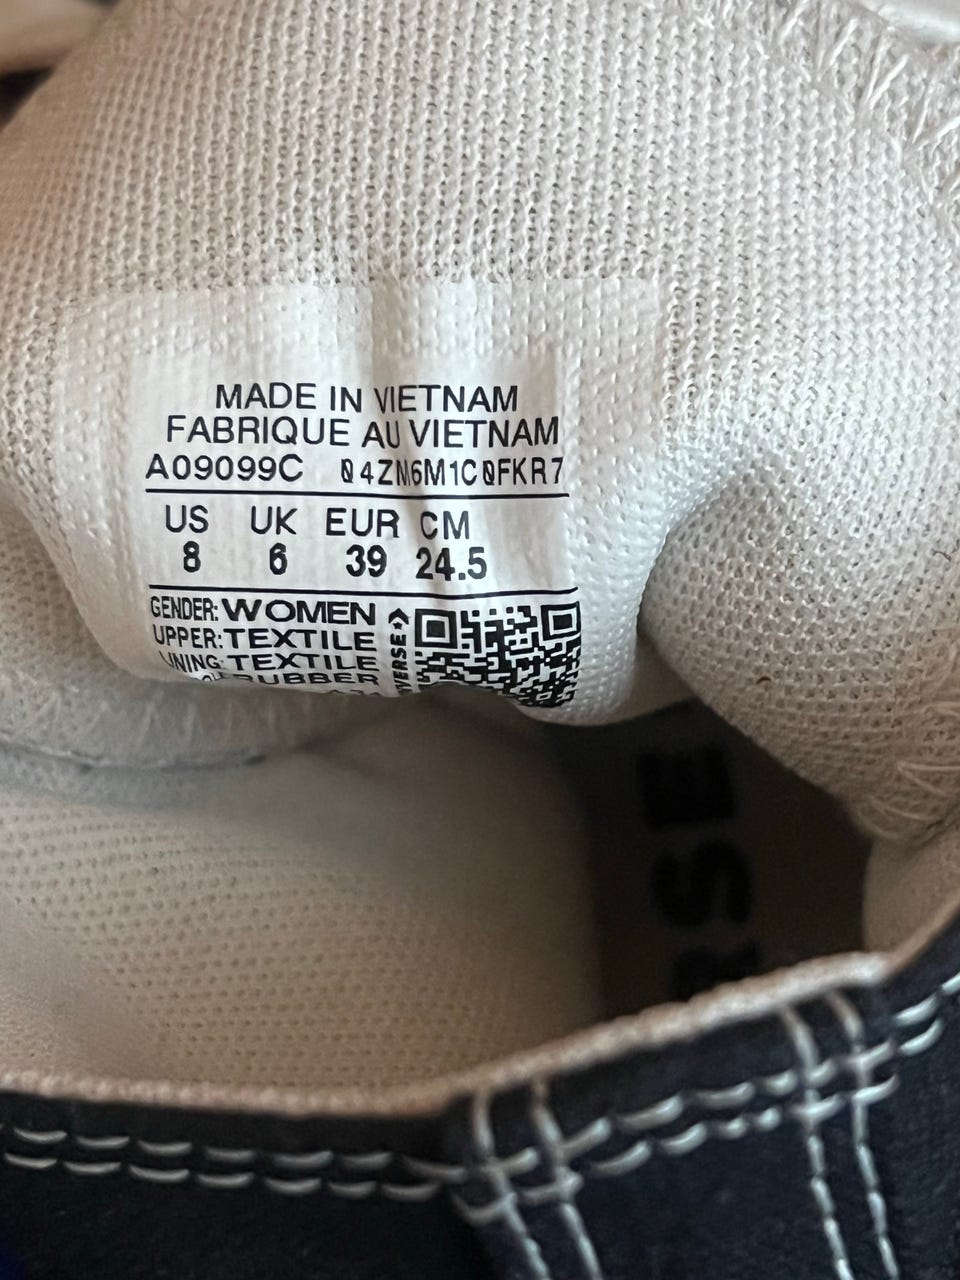 MADE IN VIETNAM
FABRIQUE AU VIETNAM
A09099C 04ZM6M1C0FKR7
US UK EUR CM
8 6 39 24.5
GENDER: WOMEN
UPPER: TEXTILE
LINING: TEXTILE
RUBBER